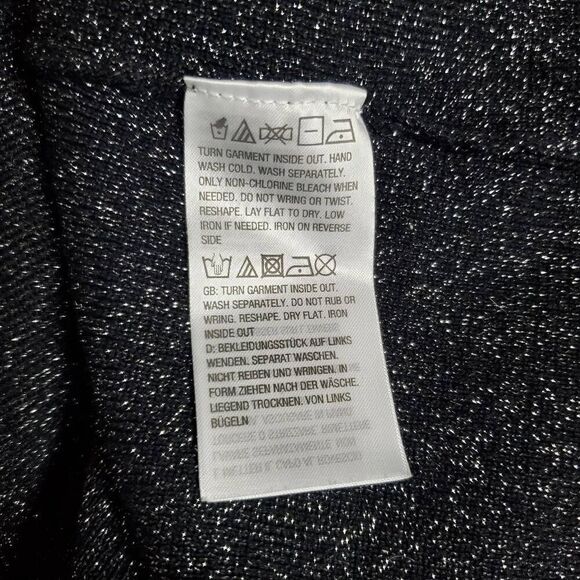 TURN GARMENT INSIDE OUT. HAND
WASH COLD. WASH SEPARATELY.
ONLY NON-CHLORINE BLEACH WHEN
NEEDED. DO NOT WRING OR TWIST.
RESHAPE. LAY FLAT TO DRY. LOW
IRON IF NEEDED. IRON ON REVERSE
SIDE
GB: TURN GARMENT INSIDE OUT.
WASH SEPARATELY. DO NOT RUB OR
WRING. RESHAPE. DRY FLAT. IRON
INSIDE OUT
D: BEKLEIDUNGSSTÜCK AUF LINKS
WENDEN. SEPARAT WASCHEN.
NICHT REIBEN UND WRINGEN. IN
FORM ZIEHEN NACH DER WÄSCHE.
LIEGEND TROCKNEN. VON LINKS
BÜGELN